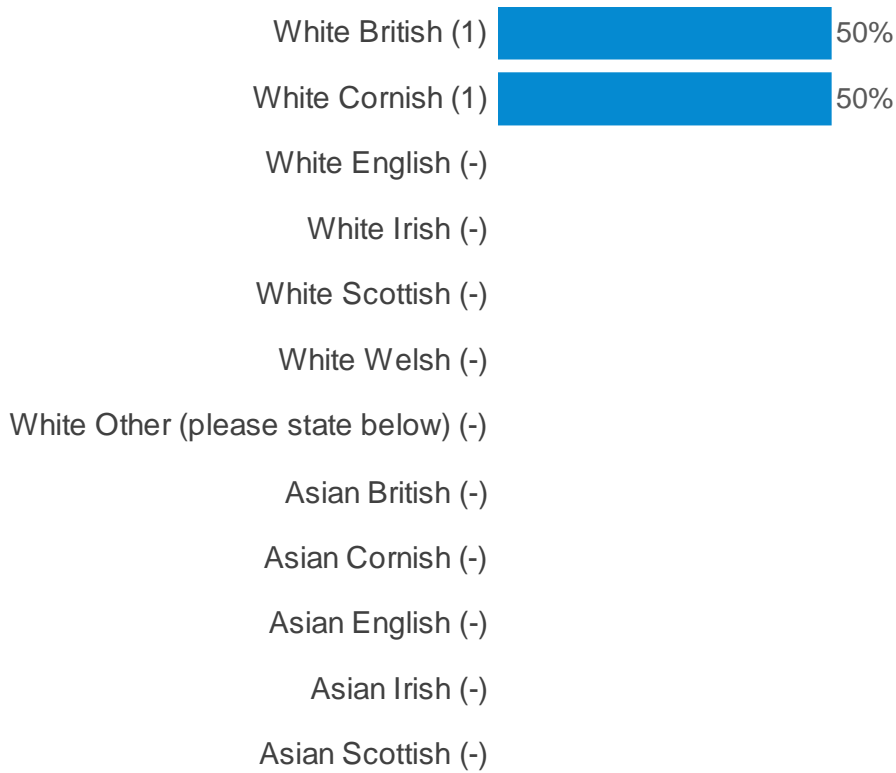 White British (1) 50%
White Cornish (1) 50%
White English (-)
White Irish (-)
White Scottish (-)
White Welsh (-)
White Other (please state below) (-)
Asian British (-)
Asian Cornish (-)
Asian English (-)
Asian Irish (-)
Asian Scottish (-)